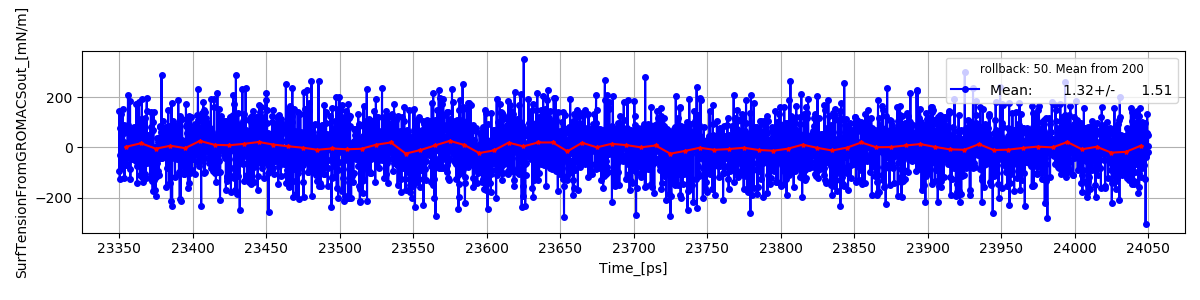 SurfTensionFromGROMACSout_[mN/m]
200
0
−200
rollback: 50. Mean from 200
Mean: 1.32+/- 1.51
23350 23400 23450 23500 23550 23600 23650 23700 23750 23800 23850 23900 23950 24000 24050
Time_[ps]